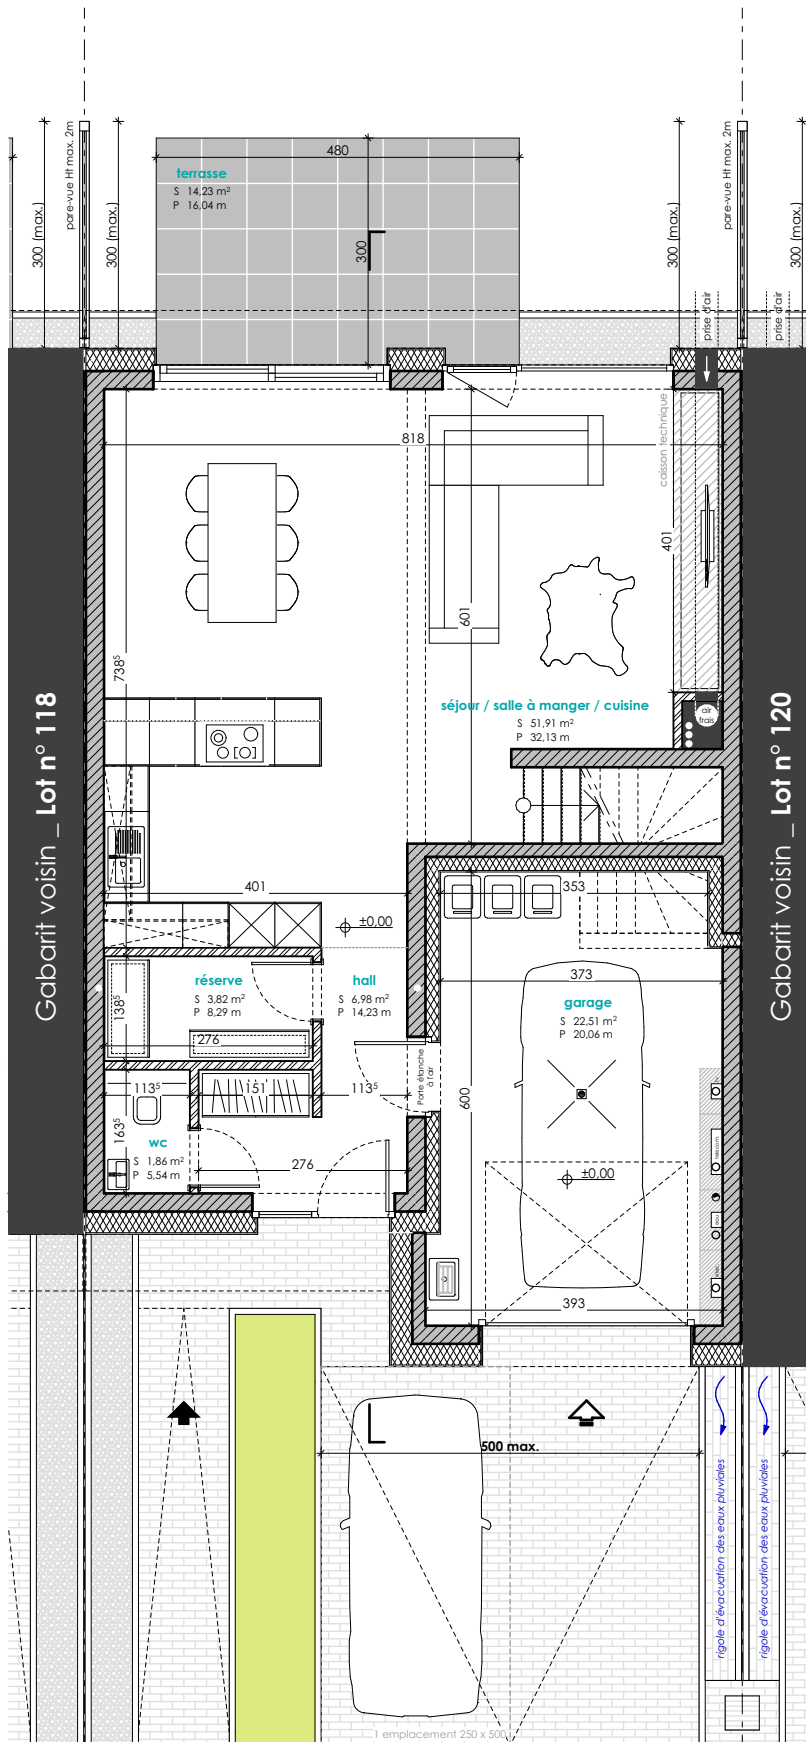 480
terrasse
S 14,23 m²
P 16,04 m
300
300 (max.)
pare-vue Ht max. 2m
300 (max.)
300 (max.)
pare-vue Ht max. 2m
300 (max.)
prise d'air
prise d'air
818
caisson technique
401
601
738⁵
séjour / salle à manger / cuisine
S 51,91 m²
P 32,13 m
air
frais
Gabarit voisin _ Lot n° 118
Gabarit voisin _ Lot n° 120
401
353
±0,00
373
réserve
S 3,82 m²
P 8,29 m
138⁵
276
hall
S 6,98 m²
P 14,23 m
garage
S 22,51 m²
P 20,06 m
Porte étanche
à l'air
600
113⁵
151
113⁵
163⁵
wc
S 1,86 m²
P 5,54 m
276
±0,00
télécom
eau
393
500 max.
rigole d'évacuation des eaux pluviales
rigole d'évacuation des eaux pluviales
1 emplacement 250 x 500